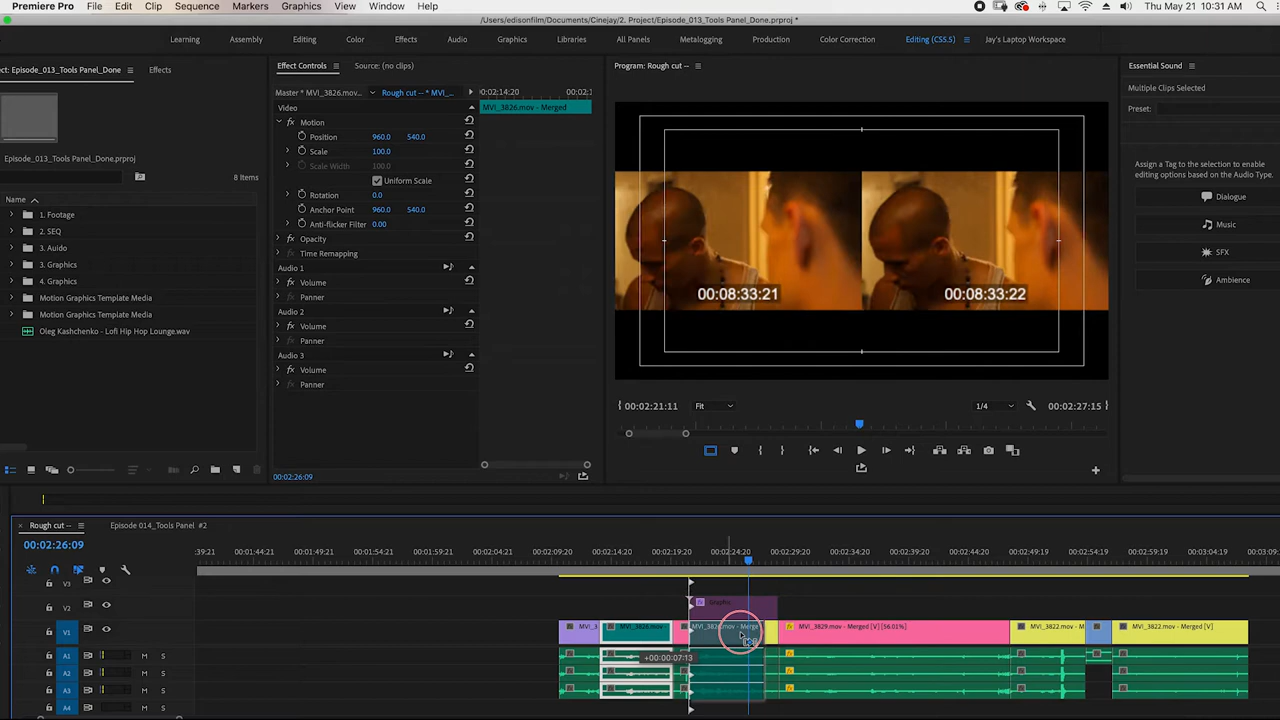 Premiere Pro File Edit Clip Sequence Markers Graphics View Window Help Thu May 21 10:31 AM
/Users/edisonfilm/Documents/Cinejay/2. Project/Episode_013_Tools Panel_Done.prproj *
Learning Assembly Editing Color Effects Audio Graphics Libraries All Panels Metalogging Production Color Correction Editing (CS5.5) Jay's Laptop Workspace
ct: Episode_013_Tools Panel_Done Effects
Effect Controls Source: (no clips)
Program: Rough cut --
Essential Sound
Master * MVI_3826.mov... Rough cut -- * MVI_... 00:02:14:20 00:02:1
Multiple Clips Selected
Video MVI_3826.mov - Merged
Preset:
Motion
Position 960.0 540.0
Scale 100.0
Episode_013_Tools Panel_Done.prproj
Scale Width 100.0
Assign a Tag to the selection to enable
editing options based on the Audio Type.
8 Items
Uniform Scale
Name
Rotation 0.0
Dialogue
1. Footage
Anchor Point 960.0 540.0
2. SEQ
Anti-flicker Filter 0.00
Music
3. Auido
Opacity
SFX
3. Graphics
Time Remapping
4. Graphics
Audio 1
Ambience
Motion Graphics Template Media
Volume
00:08:33:21 00:08:33:22
Motion Graphics Template Media
Panner
Oleg Kashchenko - Lofi Hip Hop Lounge.wav
Audio 2
Volume
Panner
Audio 3
Volume
Panner
00:02:21:11 Fit 1/4 00:02:27:15
00:02:26:09
Rough cut -- Episode 014_Tools Panel #2
00:02:26:09
:39:21 00:01:44:21 00:01:49:21 00:01:54:21 00:01:59:21 00:02:04:21 00:02:09:20 00:02:14:20 00:02:19:20 00:02:24:20 00:02:29:20 00:02:34:20 00:02:39:20 00:02:44:20 00:02:49:19 00:02:54:19 00:02:59:19 00:03:04:19 00:03:09:
V3
V2 Graphic
V1 MVI_3 MVI_3826.mov MVI_3826.mov - Merge MVI_3829.mov - Merged [V] [56.01%] MVI_3822.mov - M MVI_3822.mov - Merged [V]
A1 M S +00:00:07:13
A2 M S
A3 M S
A4 M S